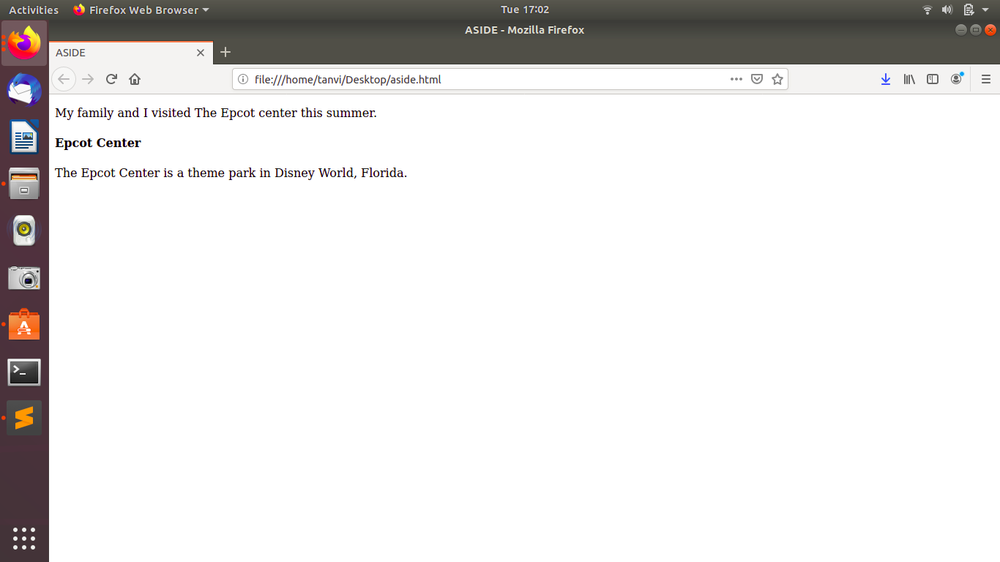 Activities Firefox Web Browser Tue 17:02
ASIDE - Mozilla Firefox
ASIDE
file:///home/tanvi/Desktop/aside.html
My family and I visited The Epcot center this summer.
Epcot Center
The Epcot Center is a theme park in Disney World, Florida.